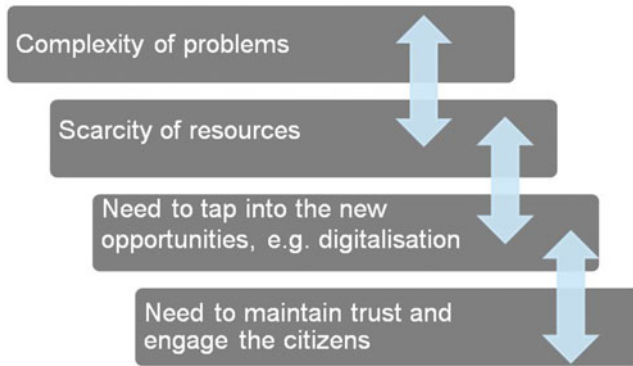 Complexity of problems
Scarcity of resources
Need to tap into the new
opportunities, e.g. digitalisation
Need to maintain trust and
engage the citizens